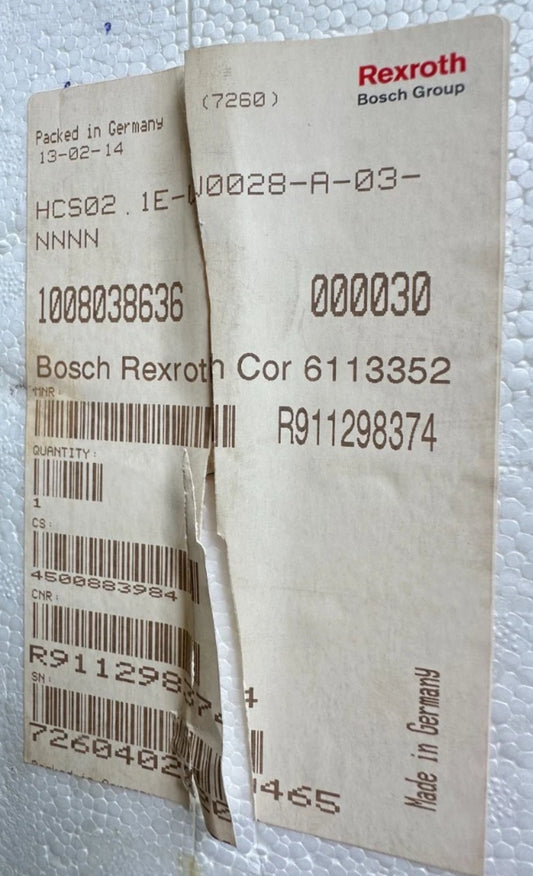 Rexroth
Bosch Group
(7260)
Packed in Germany
13-02-14
HCS02.1E-W0028-A-03-
NNNN
1008038636 000030
Bosch Rexroth Cor 6113352
MNR:
R911298374
QUANTITY:
1
CS:
4500883984
CNR:
R911298374
SN:
Made in Germany